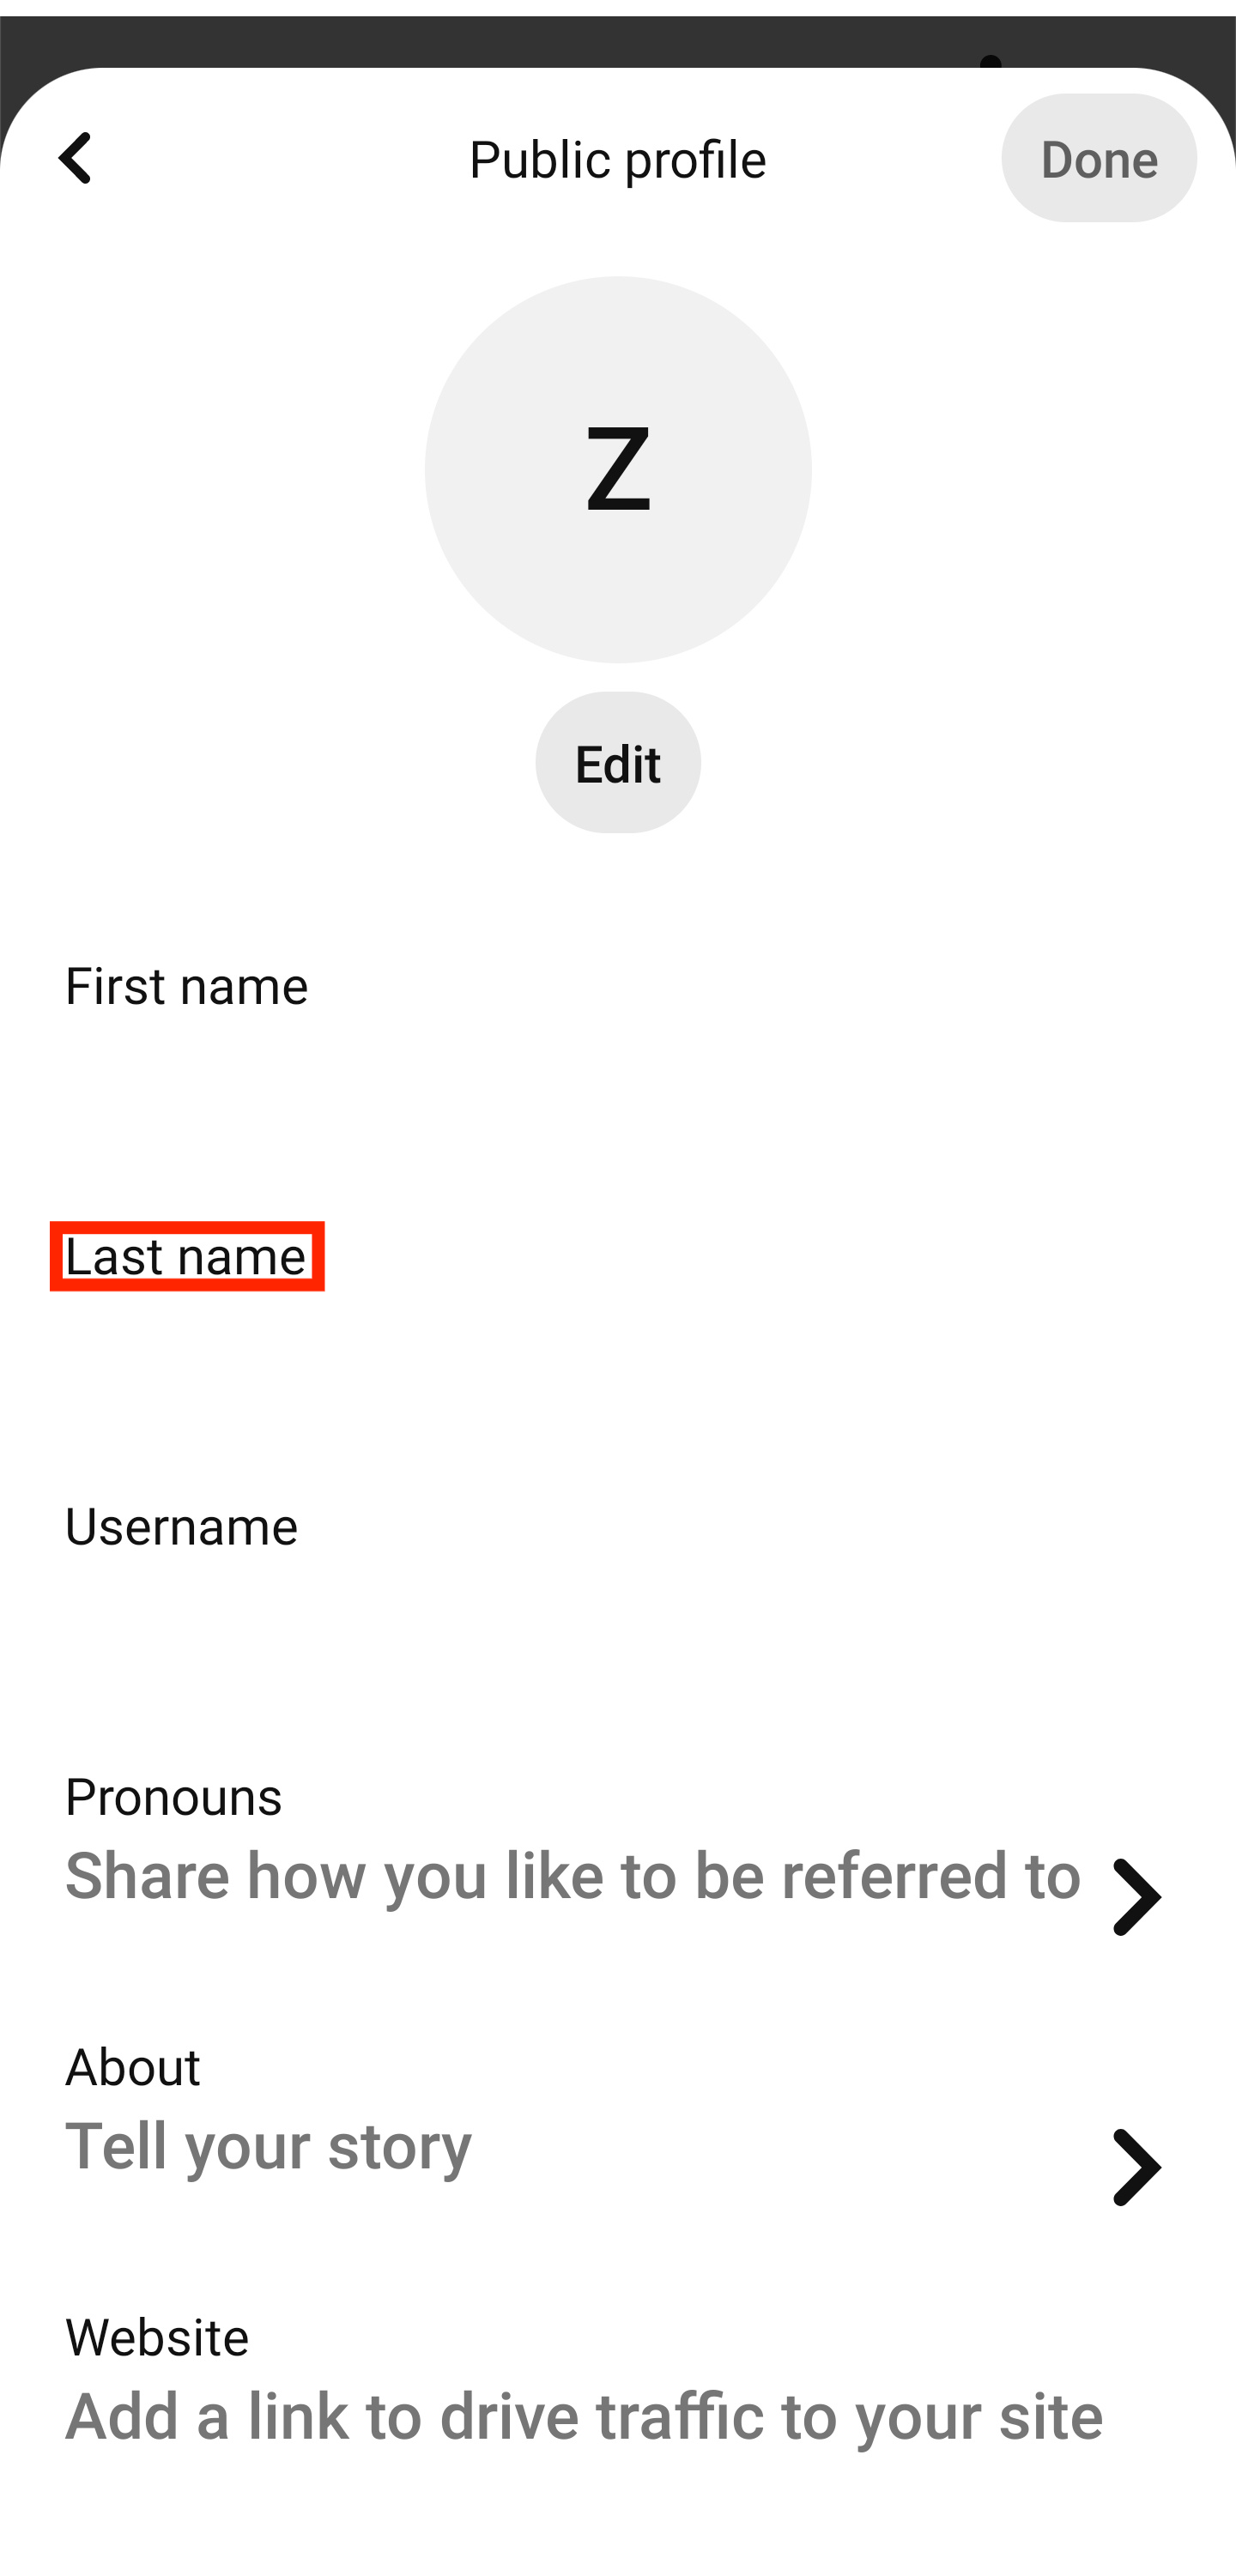 Public profile
Done
Z
Edit
First name
Last name
Username
Pronouns
Share how you like to be referred to
About
Tell your story
Website
Add a link to drive traffic to your site